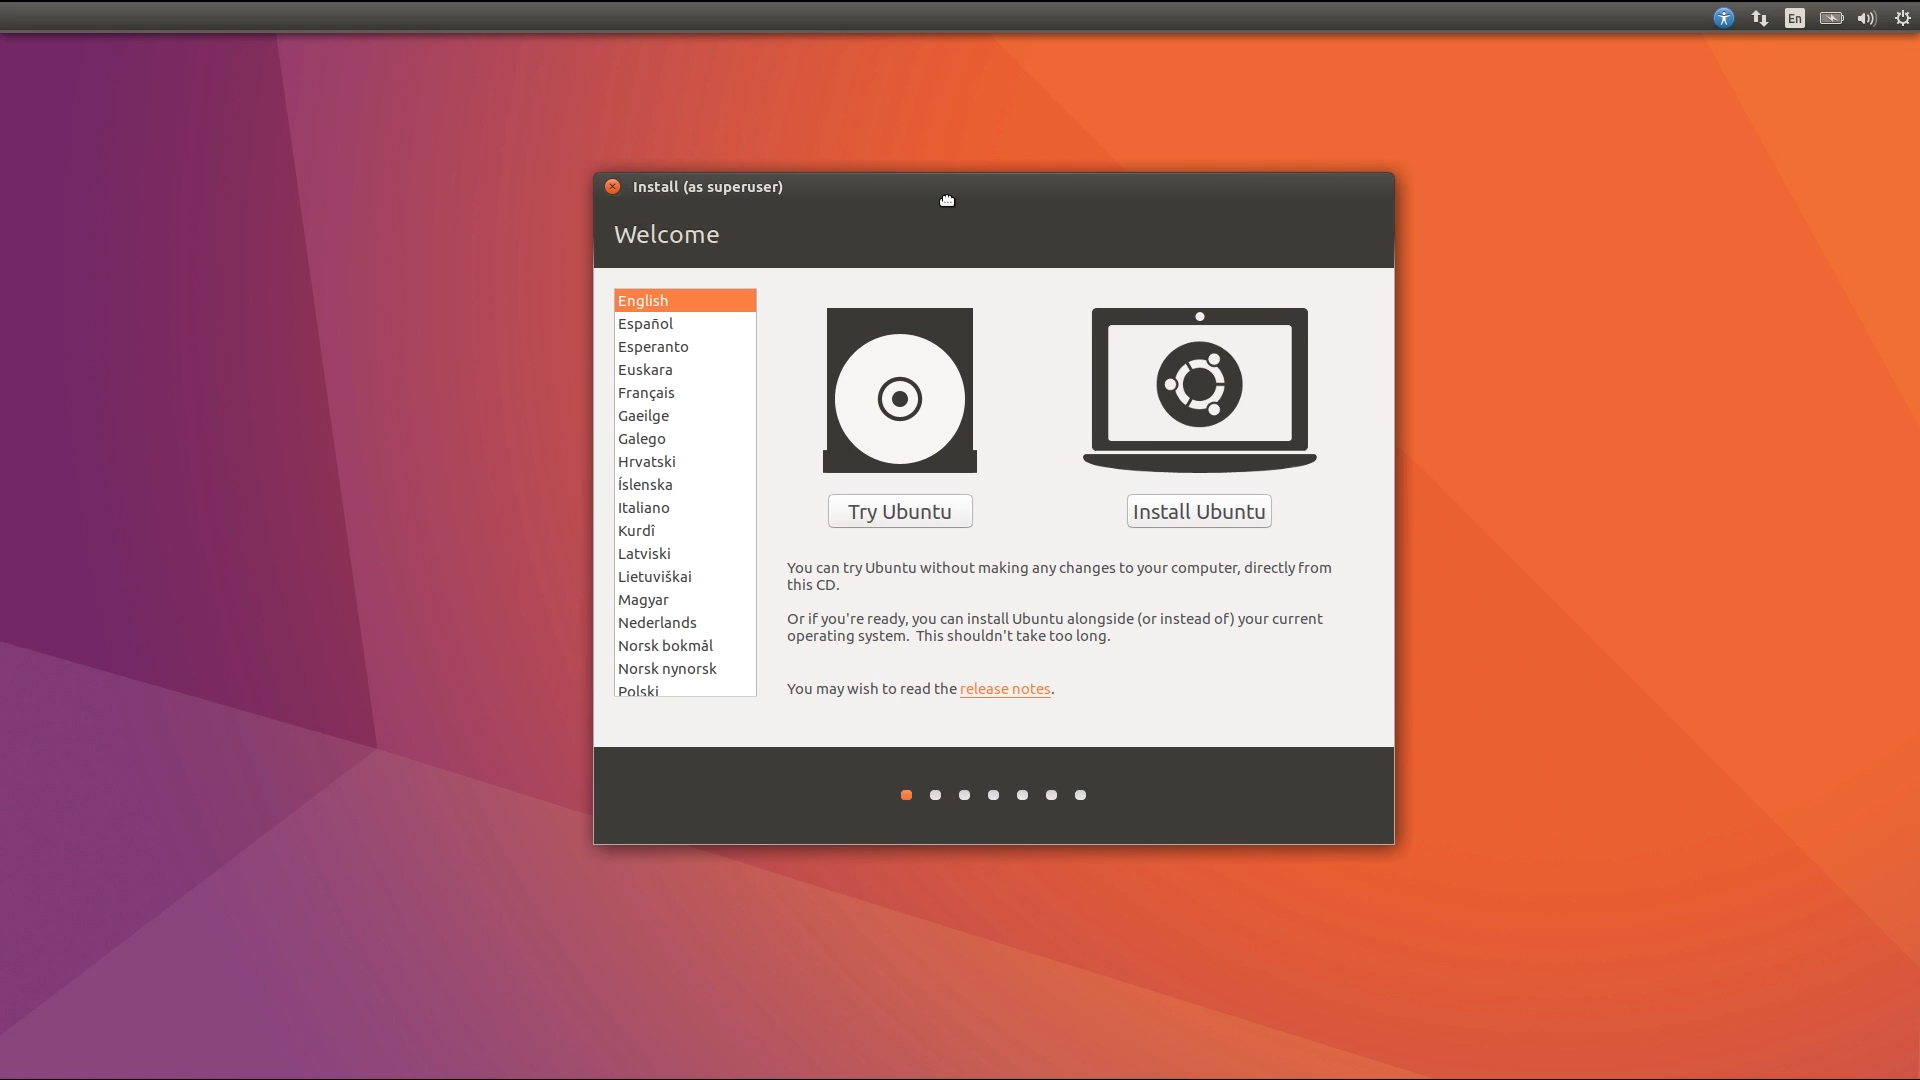 En
Install (as superuser)
Welcome
English
Español
Esperanto
Euskara
Français
Gaeilge
Galego
Hrvatski
Íslenska
Italiano
Kurdî
Latviski
Lietuviškai
Magyar
Nederlands
Norsk bokmål
Norsk nynorsk
Polski
Try Ubuntu
Install Ubuntu
You can try Ubuntu without making any changes to your computer, directly from
this CD.
Or if you're ready, you can install Ubuntu alongside (or instead of) your current
operating system.  This shouldn't take too long.
You may wish to read the release notes.